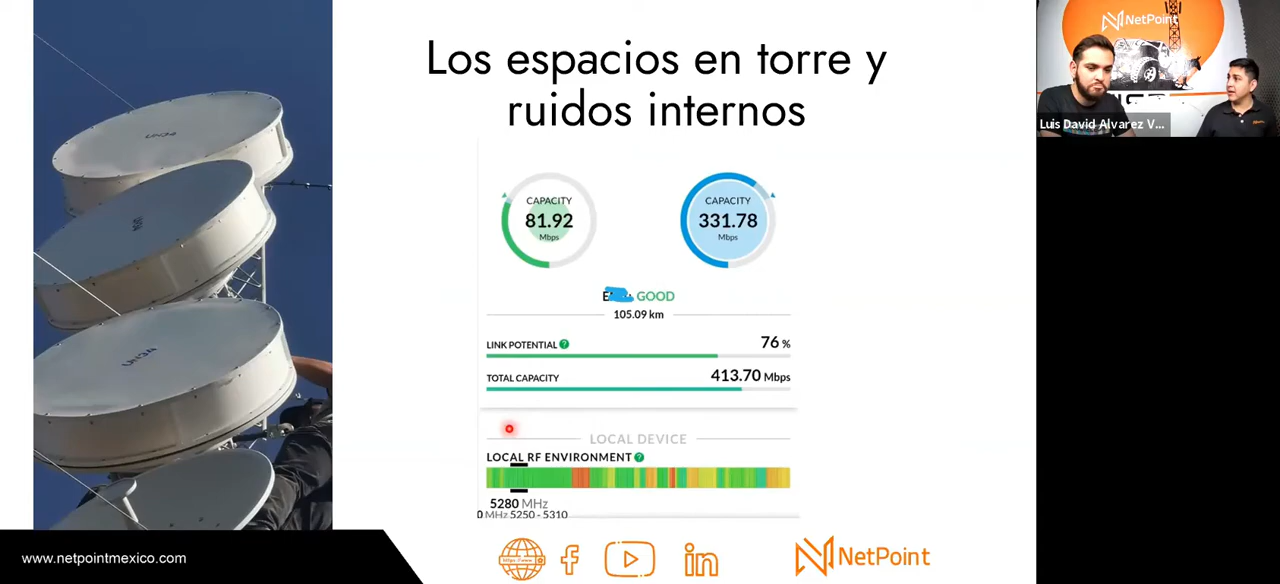 Los espacios en torre y
ruidos internos
CAPACITY
81.92
Mbps
CAPACITY
331.78
Mbps
GOOD
105.09 km
LINK POTENTIAL ?
76 %
TOTAL CAPACITY
413.70 Mbps
LOCAL DEVICE
LOCAL RF ENVIRONMENT ?
5280 MHz
0 MHz 5250 - 5310
www.netpointmexico.com
NetPoint
NetPoint
Luis David Alvarez V...